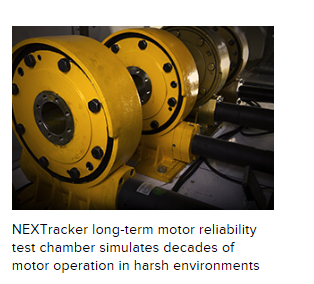 NEXTracker long-term motor reliability
test chamber simulates decades of
motor operation in harsh environments